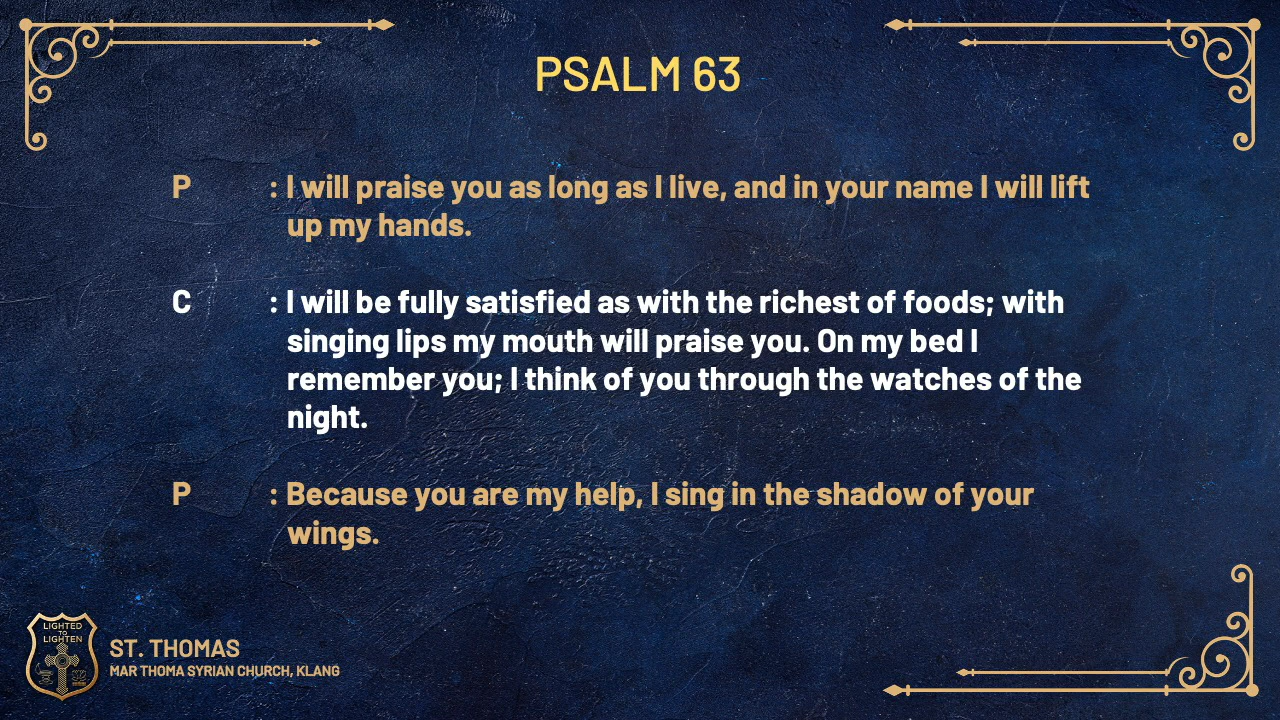 PSALM 63
P : I will praise you as long as I live, and in your name I will lift
up my hands.
C : I will be fully satisfied as with the richest of foods; with
singing lips my mouth will praise you. On my bed I
remember you; I think of you through the watches of the
night.
P : Because you are my help, I sing in the shadow of your
wings.
LIGHTED
TO
LIGHTEN
ST. THOMAS
MAR THOMA SYRIAN CHURCH, KLANG